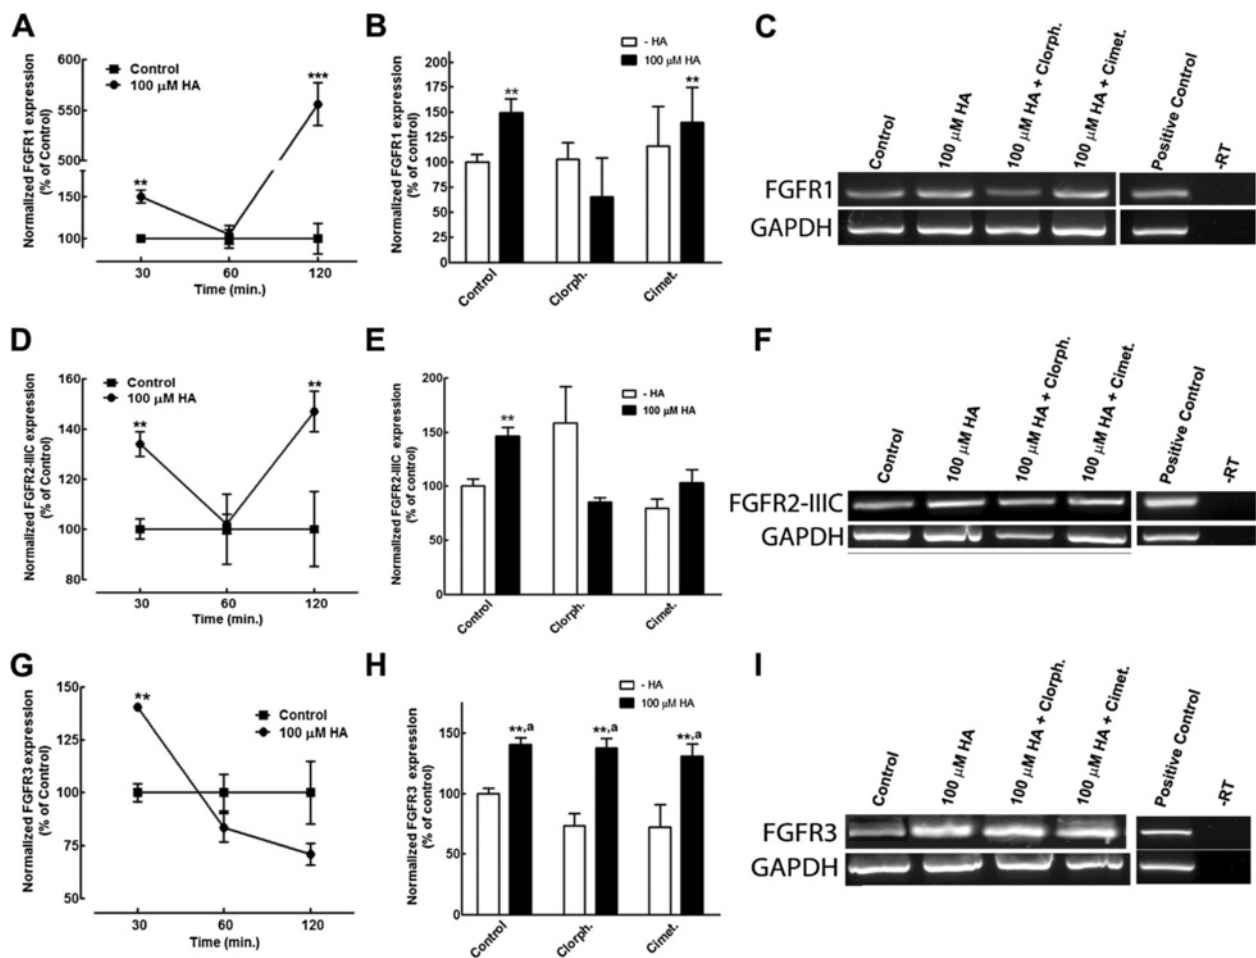 A
Normalized FGFR1 expression
(% of Control)
600
550
500
150
100
Control
100 μM HA
**
***
30 60 120
Time (min.)
B
Normalized FGFR1 expression
(% of control)
200
175
150
125
100
75
50
25
0
- HA
100 μM HA
**
**
Control
Clorph.
Cimet.
C
Control
100 μM HA
100 μM HA + Clorph.
100 μM HA + Cimet.
Positive Control
-RT
FGFR1
GAPDH
D
Normalized FGFR2-IIIC expression
(% of Control)
160
140
120
100
80
Control
100 μM HA
**
**
30 60 120
Time (min.)
E
Normalized FGFR2-IIIC expression
(% of control)
200
150
100
50
0
- HA
100 μM HA
**
Control
Clorph.
Cimet.
F
Control
100 μM HA
100 μM HA + Clorph.
100 μM HA + Cimet.
Positive Control
-RT
FGFR2-IIIC
GAPDH
G
Normalized FGFR3 expression
(% of Control)
150
125
100
75
50
**
Control
100 μM HA
30 60 120
Time (min.)
H
Normalized FGFR3 expression
(% of control)
150
100
50
0
- HA
100 μM HA
**,a
**,a
**,a
Control
Clorph.
Cimet.
I
Control
100 μM HA
100 μM HA + Clorph.
100 μM HA + Cimet.
Positive Control
-RT
FGFR3
GAPDH